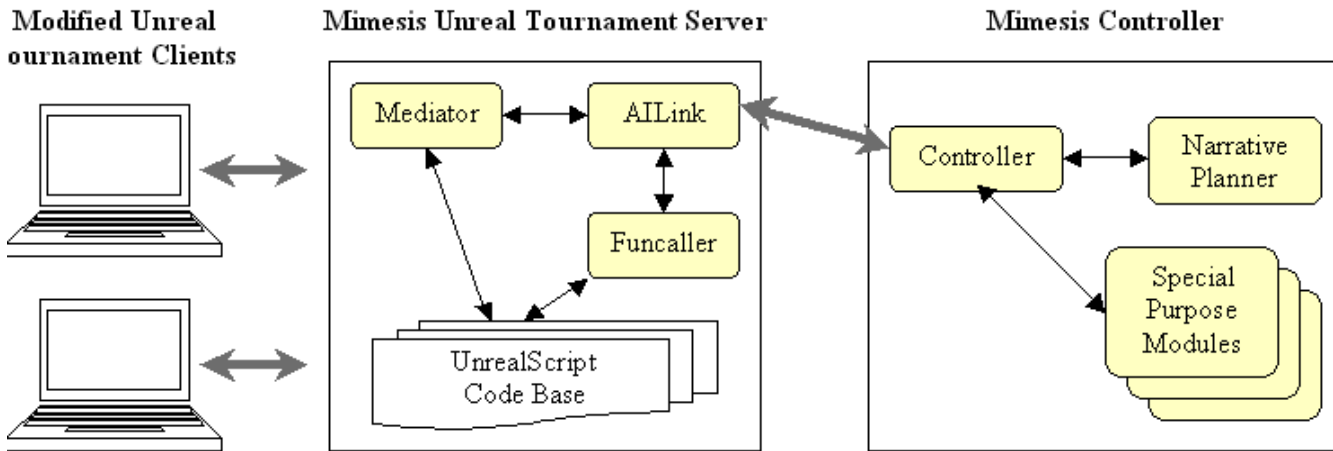 Modified Unreal
ournament Clients
Mimesis Unreal Tournament Server
Mimesis Controller
Mediator
AILink
Funcaller
UnrealScript
Code Base
Controller
Narrative
Planner
Special
Purpose
Modules